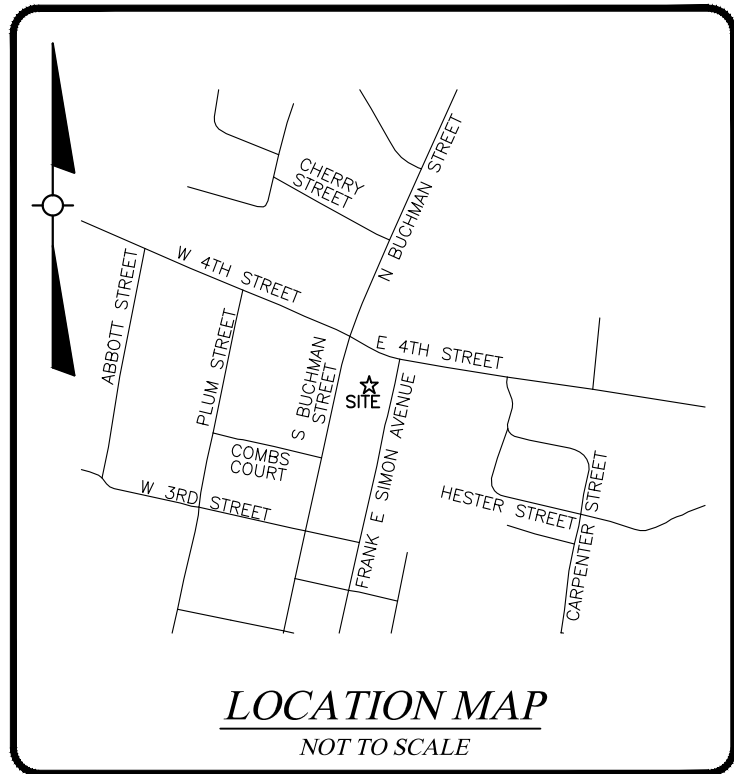 CHERRY
STREET
N BUCHMAN STREET
W 4TH STREET
ABBOTT STREET
PLUM STREET
S BUCHMAN
STREET
E 4TH STREET
SITE
FRANK E SIMON AVENUE
COMBS
COURT
W 3RD STREET
HESTER STREET
CARPENTER STREET
LOCATION MAP
NOT TO SCALE